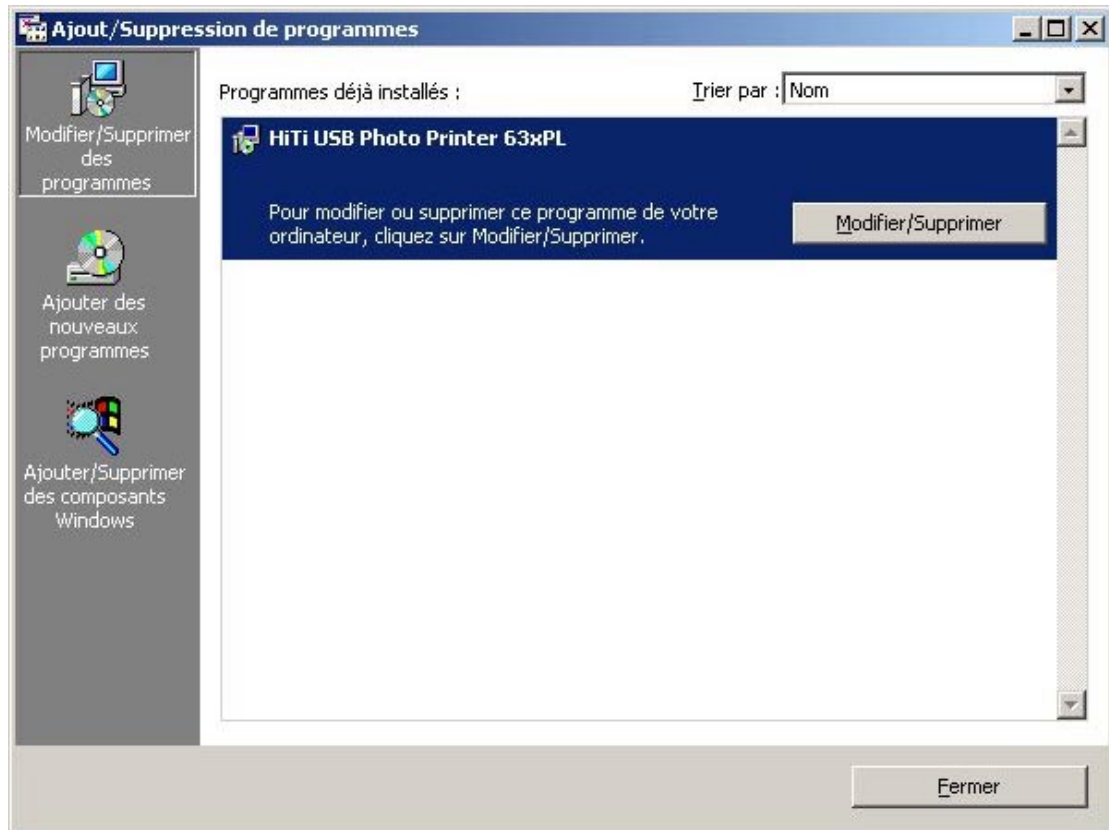 Ajout/Suppression de programmes
Modifier/Supprimer
des
programmes
Ajouter des
nouveaux
programmes
Ajouter/Supprimer
des composants
Windows
Programmes déjà installés :
Trier par : Nom
HiTi USB Photo Printer 63xPL
Pour modifier ou supprimer ce programme de votre
ordinateur, cliquez sur Modifier/Supprimer.
Modifier/Supprimer
Fermer